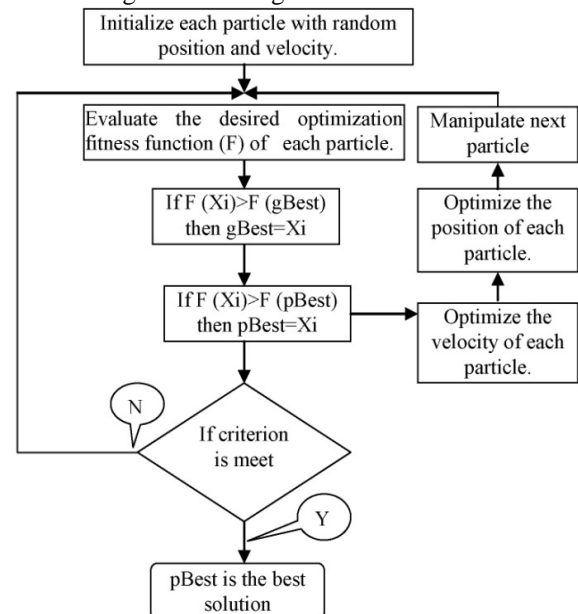 Initialize each particle with random
position and velocity.
Evaluate the desired optimization
fitness function (F) of each particle.
If F (Xi)>F (gBest)
then gBest=Xi
If F (Xi)>F (pBest)
then pBest=Xi
Manipulate next
particle
Optimize the
position of each
particle.
Optimize the
velocity of each
particle.
N
If criterion
is meet
Y
pBest is the best
solution